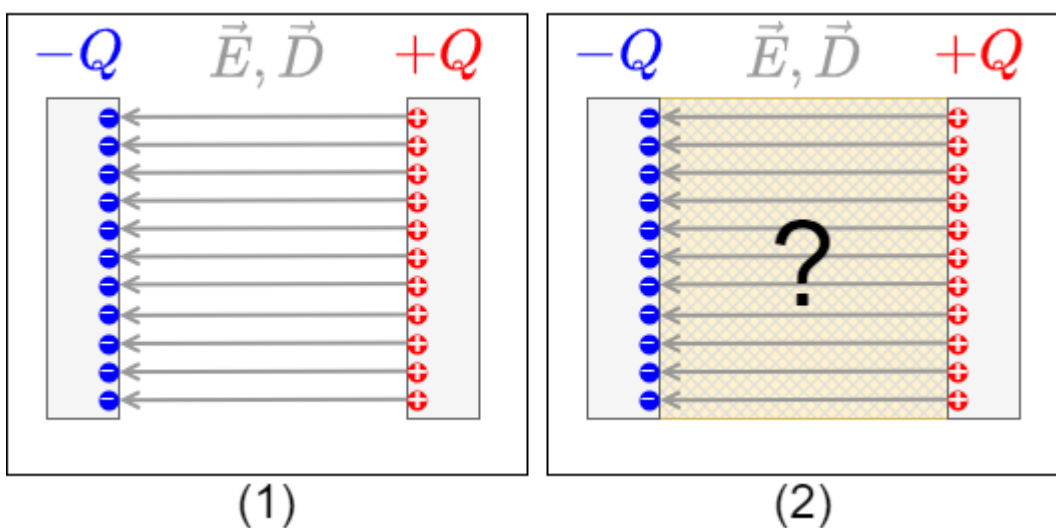 −Q E⃗, D⃗ +Q
−Q E⃗, D⃗ +Q
?
(1)
(2)